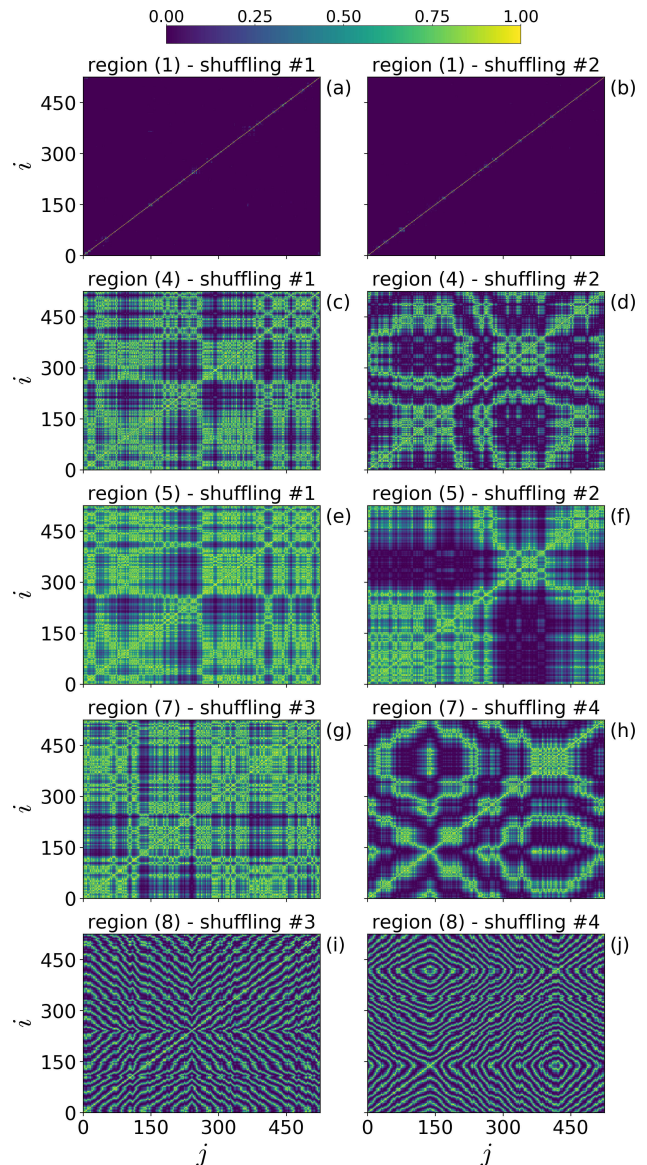 0.00 0.25 0.50 0.75 1.00
region (1) - shuffling #1 (a) region (1) - shuffling #2 (b)
450
300
i
150
0
region (4) - shuffling #1 (c) region (4) - shuffling #2 (d)
450
300
i
150
0
region (5) - shuffling #1 (e) region (5) - shuffling #2 (f)
450
300
i
150
0
region (7) - shuffling #3 (g) region (7) - shuffling #4 (h)
450
300
i
150
0
region (8) - shuffling #3 (i) region (8) - shuffling #4 (j)
450
300
i
150
0
0 150 300 450 0 150 300 450
j j